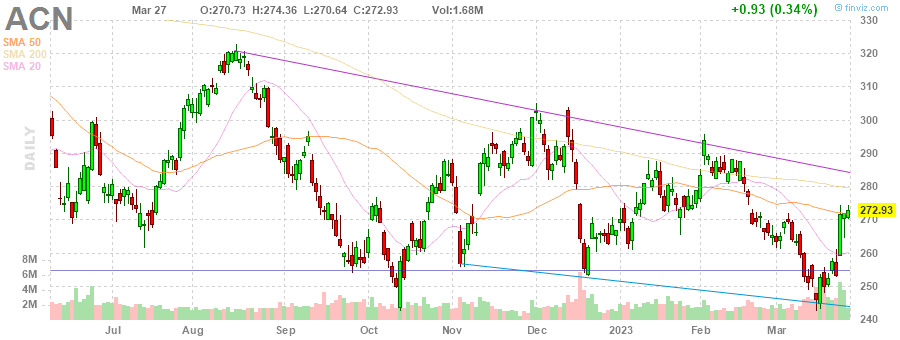 ACN Mar 27 O:270.73 H:274.36 L:270.64 C:272.93 Vol:1.68M +0.93 (0.34%) © finviz.com
SMA 50
SMA 200
SMA 20
DAILY
330
320
310
300
290
280
272.93
270
260
250
240
8M
6M
4M
2M
Jul Aug Sep Oct Nov Dec 2023 Feb Mar